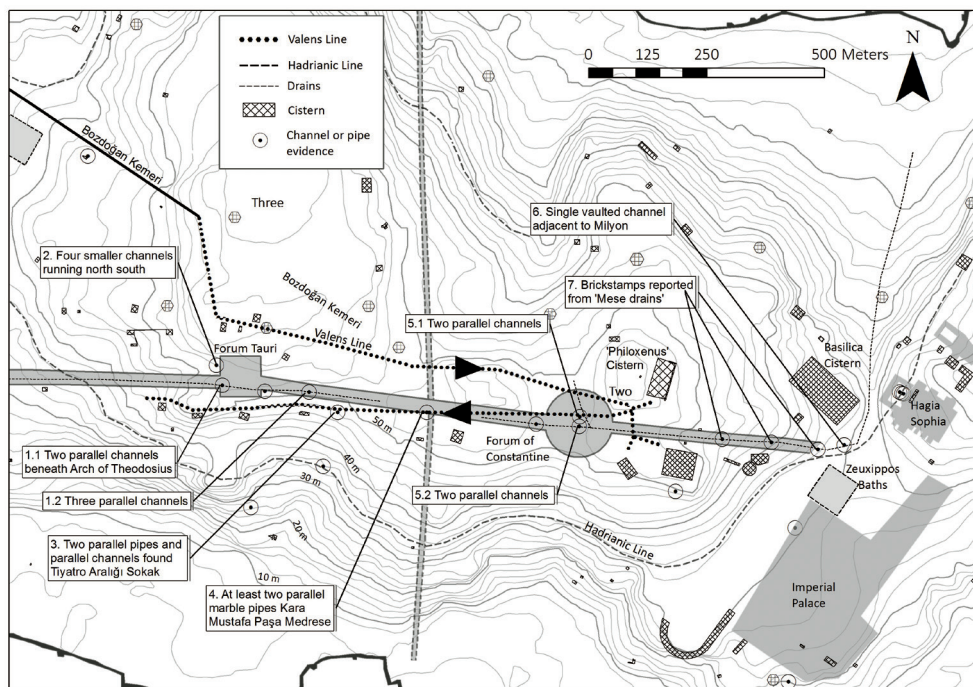 Valens Line
Hadrianic Line
Drains
Cistern
Channel or pipe
evidence
0 125 250 500 Meters
N
Bozdoğan Kemeri
Three
2. Four smaller channels
running north south
Bozdoğan Kemeri
Valens Line
Forum Tauri
6. Single vaulted channel
adjacent to Milyon
7. Brickstamps reported
from 'Mese drains'
5.1 Two parallel channels
'Philoxenus'
Cistern
Two
Basilica
Cistern
Hagia
Sophia
50 m
Forum of
Constantine
40 m
30 m
20 m
10 m
1.1 Two parallel channels
beneath Arch of Theodosius
1.2 Three parallel channels
5.2 Two parallel channels
Zeuxippos
Baths
3. Two parallel pipes and
parallel channels found
Tiyatro Aralığı Sokak
4. At least two parallel
marble pipes Kara
Mustafa Paşa Medrese
Hadrianic Line
Imperial
Palace